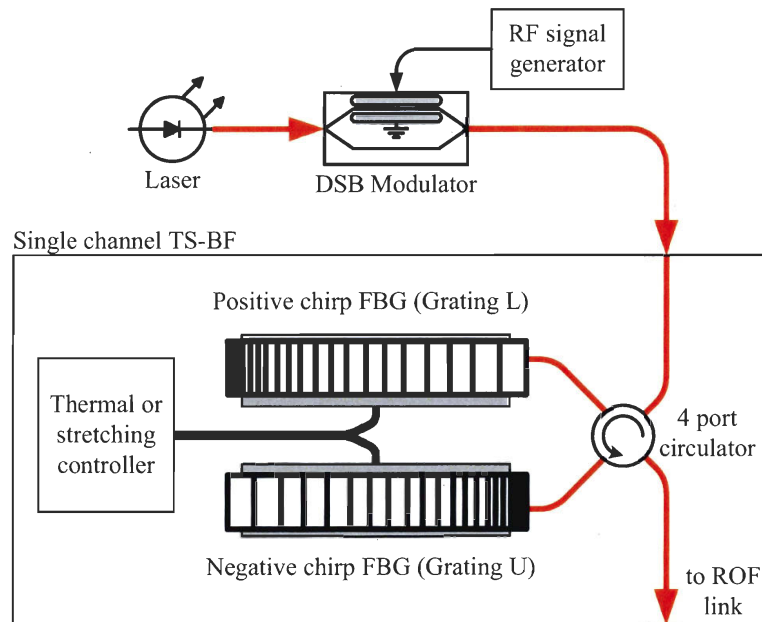 RF signal
generator
Laser
DSB Modulator
Single channel TS-BF
Positive chirp FBG (Grating L)
Thermal or
stretching
controller
4 port
circulator
Negative chirp FBG (Grating U)
to ROF
link